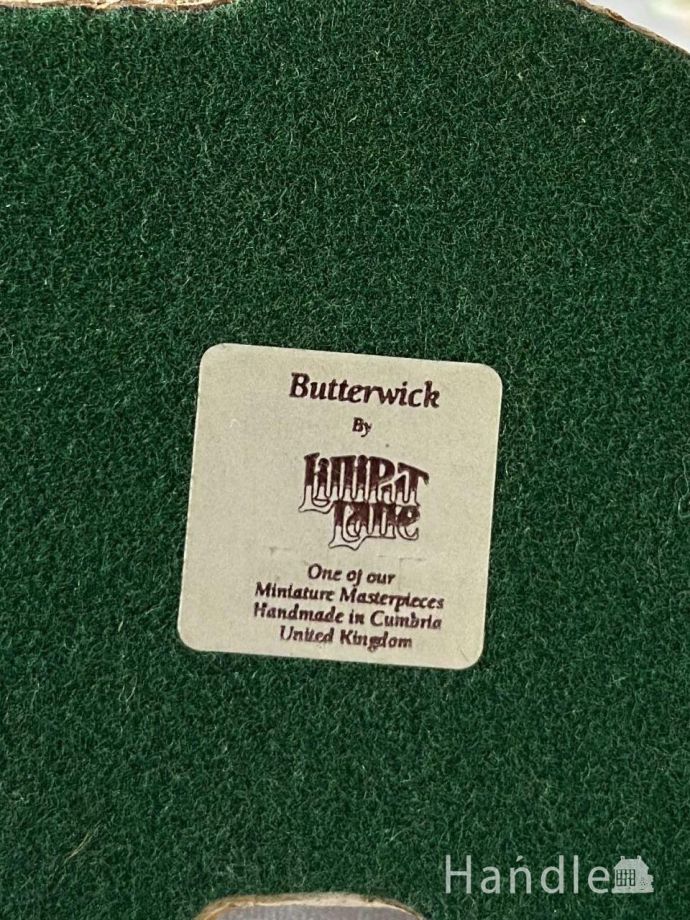 Butterwick
By
LilliPuT
Lane
One of our
Miniature Masterpieces
Handmade in Cumbria
United Kingdom
Handle